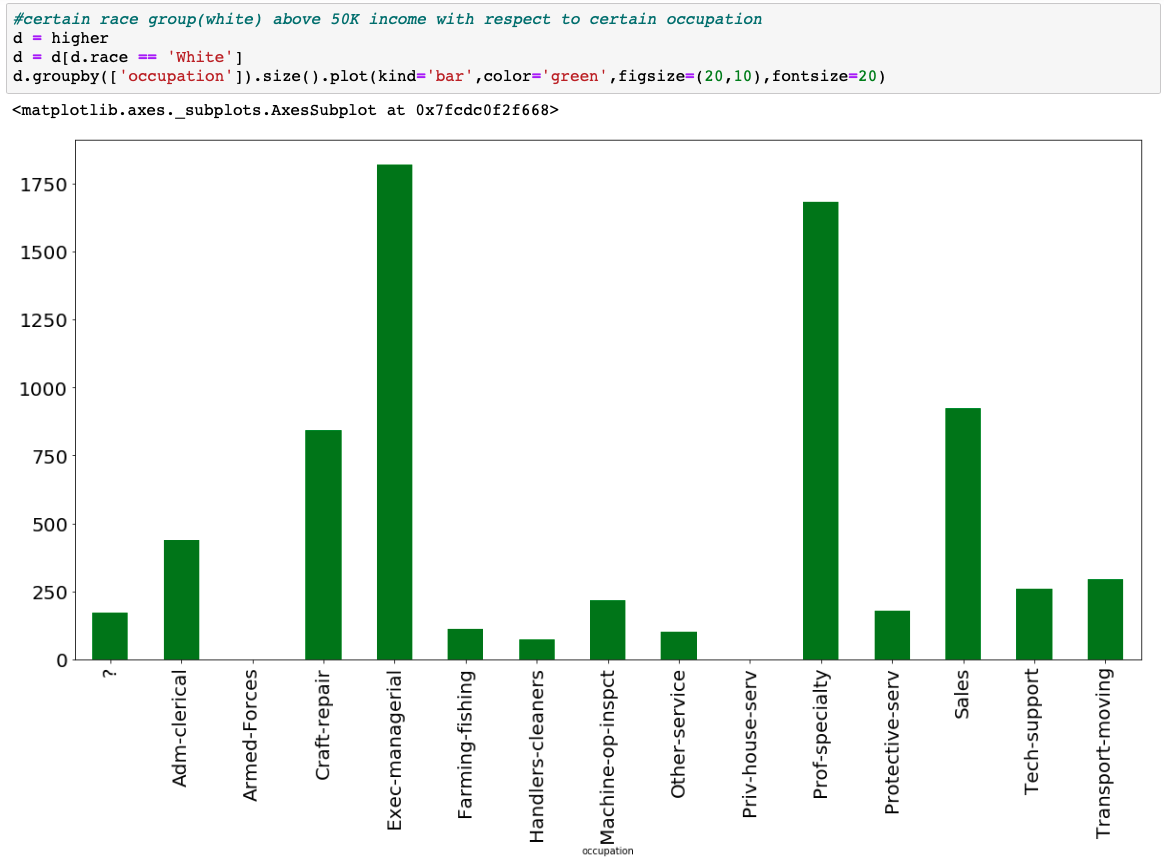 #certain race group(white) above 50K income with respect to certain occupation
d = higher
d = d[d.race == 'White']
d.groupby(['occupation']).size().plot(kind='bar',color='green',figsize=(20,10),fontsize=20)
<matplotlib.axes._subplots.AxesSubplot at 0x7fcdc0f2f668>
1750
1500
1250
1000
750
500
250
0
?
Adm-clerical
Armed-Forces
Craft-repair
Exec-managerial
Farming-fishing
Handlers-cleaners
Machine-op-inspct
Other-service
Priv-house-serv
Prof-specialty
Protective-serv
Sales
Tech-support
Transport-moving
occupation